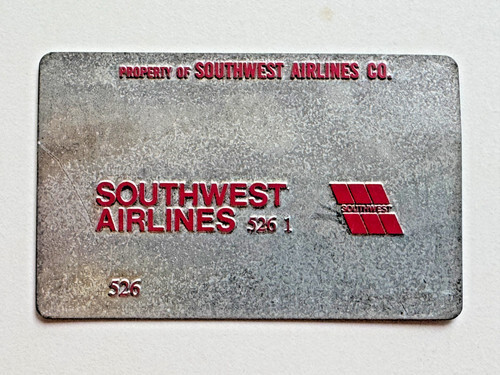 PROPERTY OF SOUTHWEST AIRLINES CO.
SOUTHWEST
AIRLINES 526 1
SOUTHWEST
526